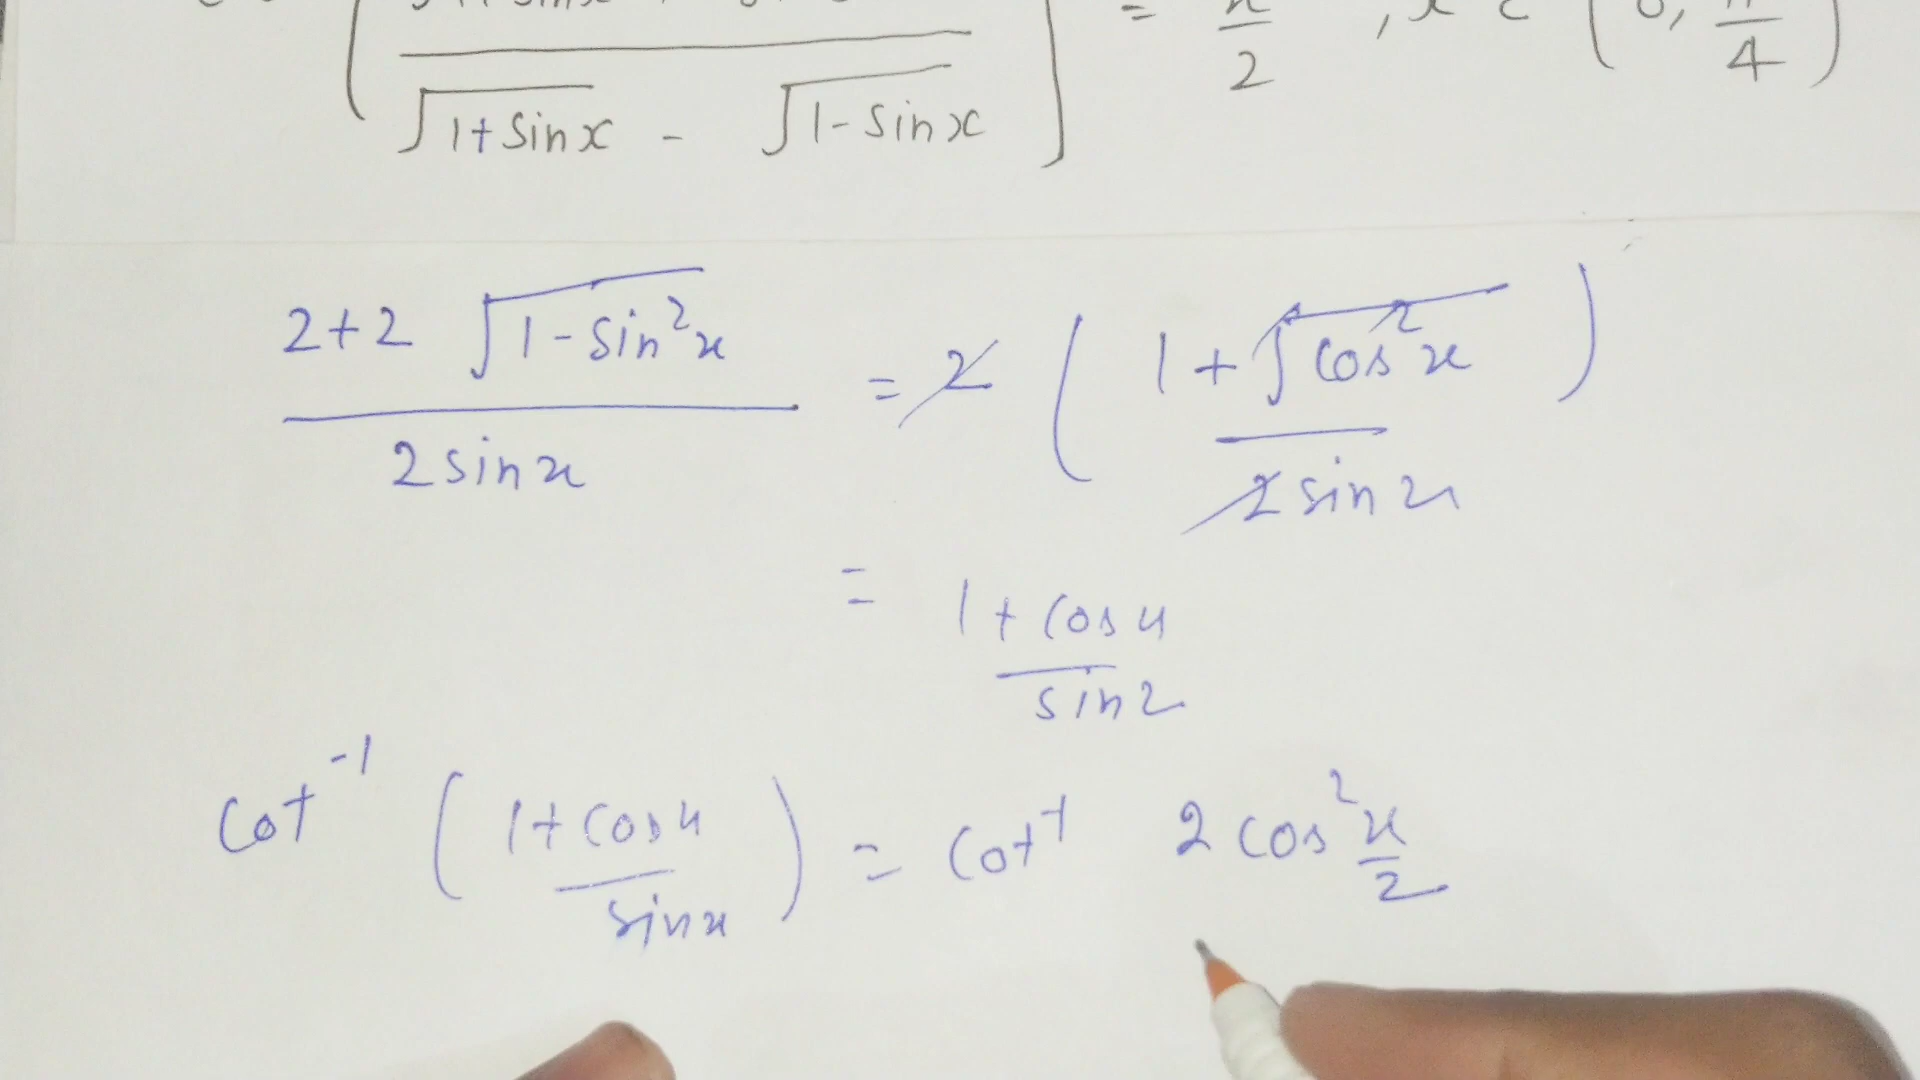 = x/2 , x ∈ (0, π/4)
√1+sinx - √1-sinx
2+2 √1-sin²x / 2sinx = 2 ( 1+√cos²x / 2sinx )
= 1+cosx / sinx
cot⁻¹ ( 1+cosx / sinx ) = cot⁻¹ 2cos² x/2